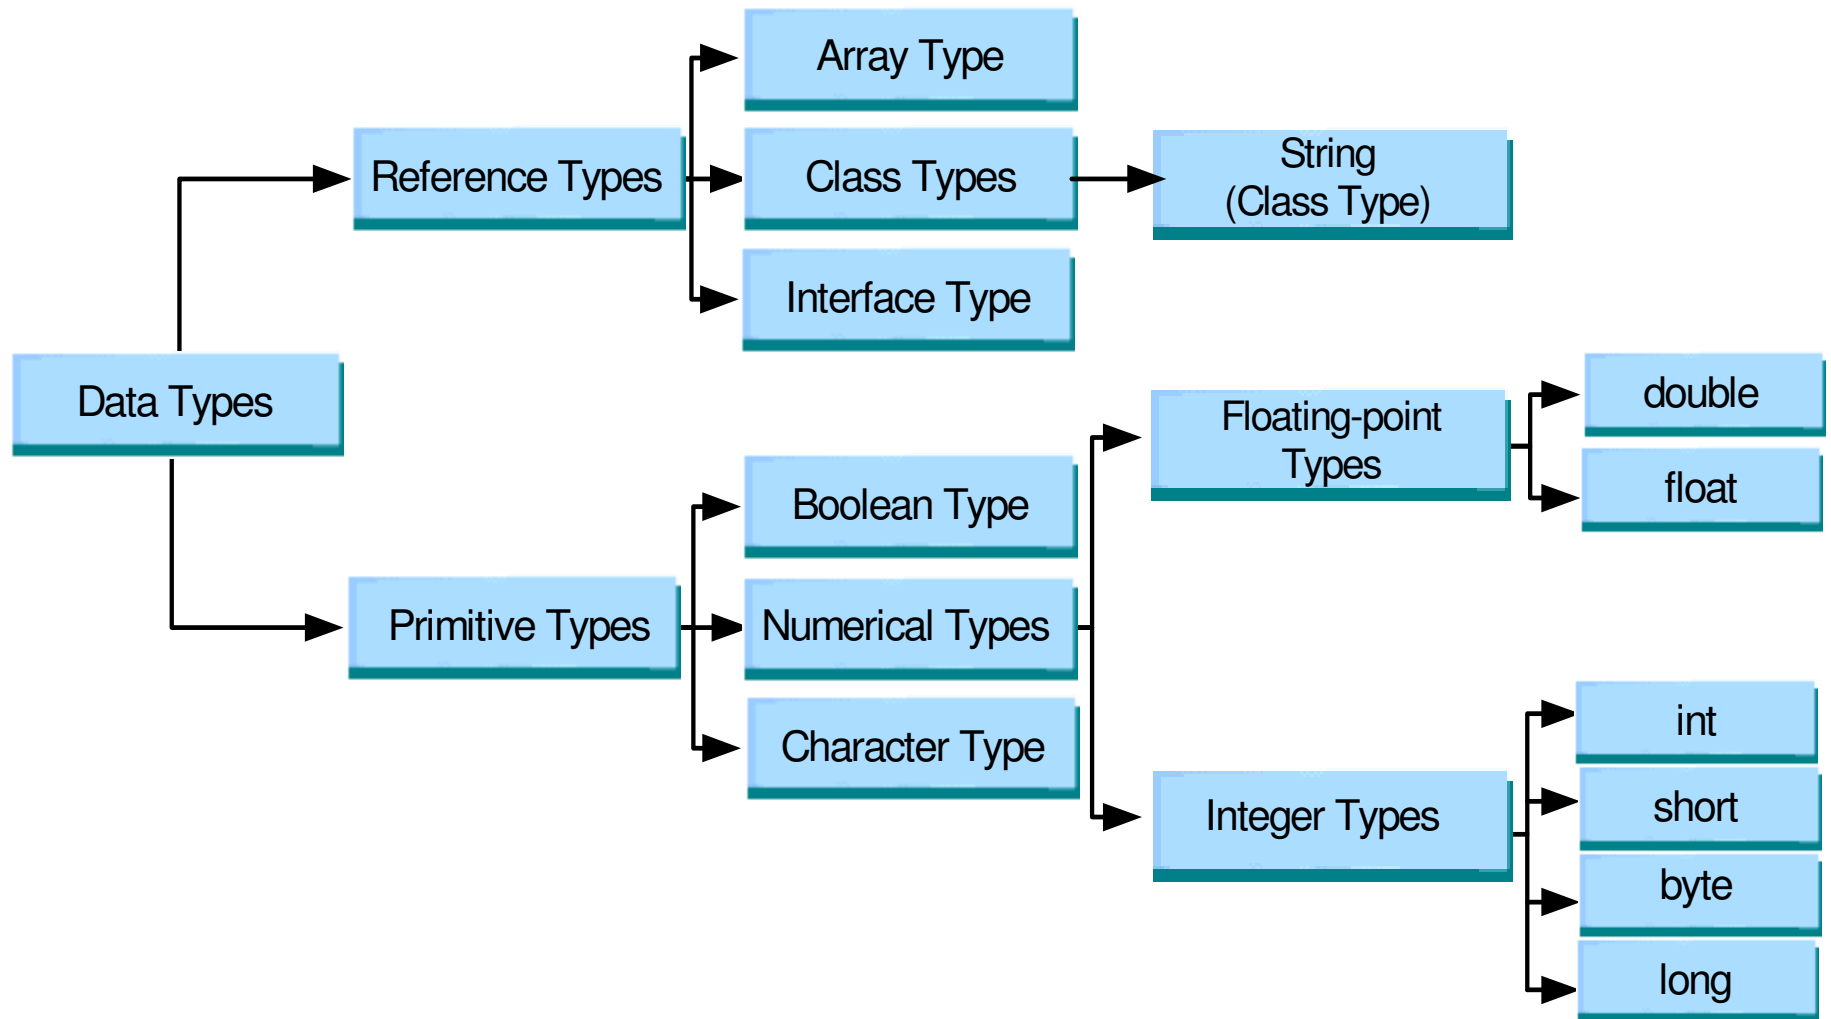 Array Type
Reference Types
Class Types
String
(Class Type)
Interface Type
Data Types
Floating-point
Types
double
float
Boolean Type
Primitive Types
Numerical Types
Character Type
Integer Types
int
short
byte
long